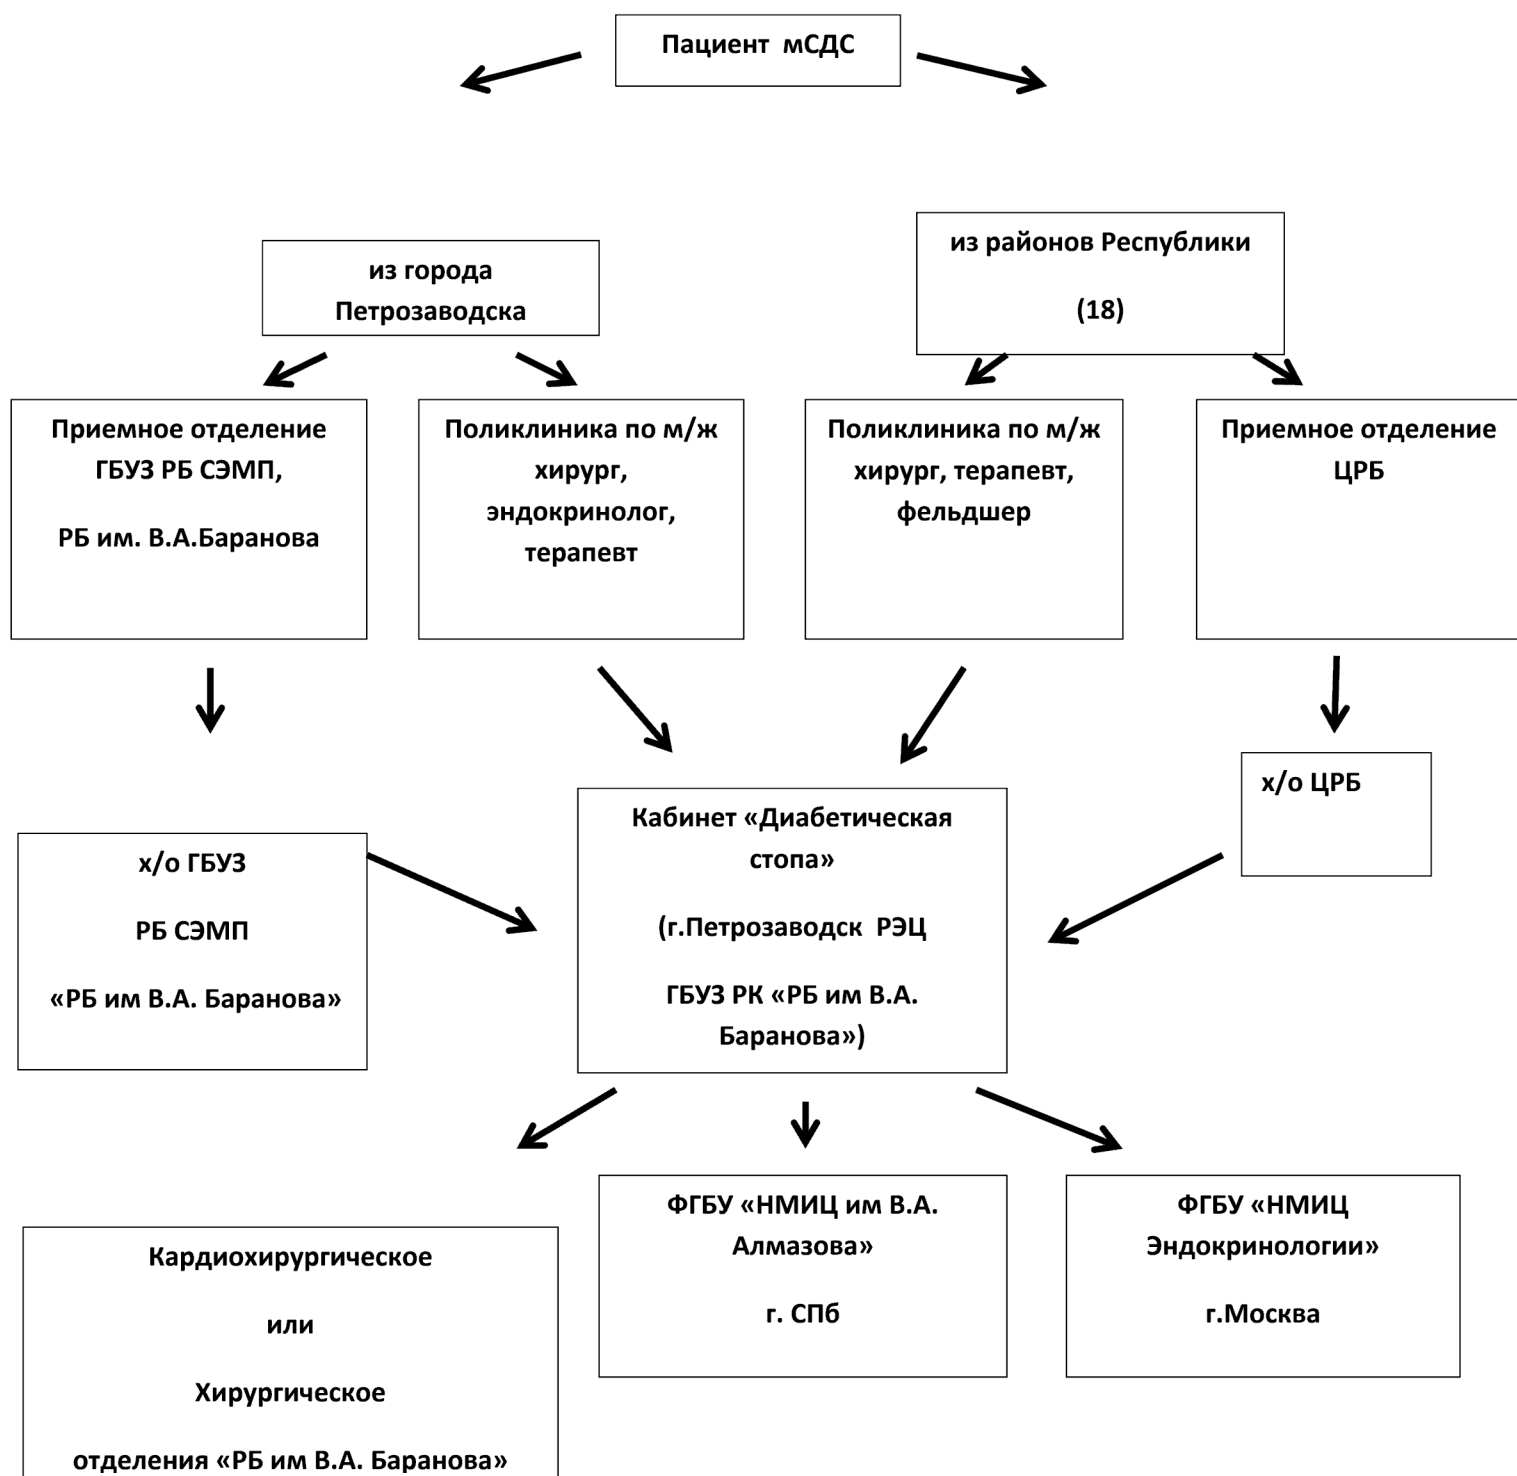 Пациент мСДС
из города
Петрозаводска
из районов Республики
(18)
Приемное отделение
ГБУЗ РБ СЭМП,
РБ им. В.А.Баранова
Поликлиника по м/ж
хирург,
эндокринолог,
терапевт
Поликлиника по м/ж
хирург, терапевт,
фельдшер
Приемное отделение
ЦРБ
х/о ГБУЗ
РБ СЭМП
«РБ им В.А. Баранова»
Кабинет «Диабетическая
стопа»
(г.Петрозаводск РЭЦ
ГБУЗ РК «РБ им В.А.
Баранова»)
х/о ЦРБ
Кардиохирургическое
или
Хирургическое
отделения «РБ им В.А. Баранова»
ФГБУ «НМИЦ им В.А.
Алмазова»
г. СПб
ФГБУ «НМИЦ
Эндокринологии»
г.Москва